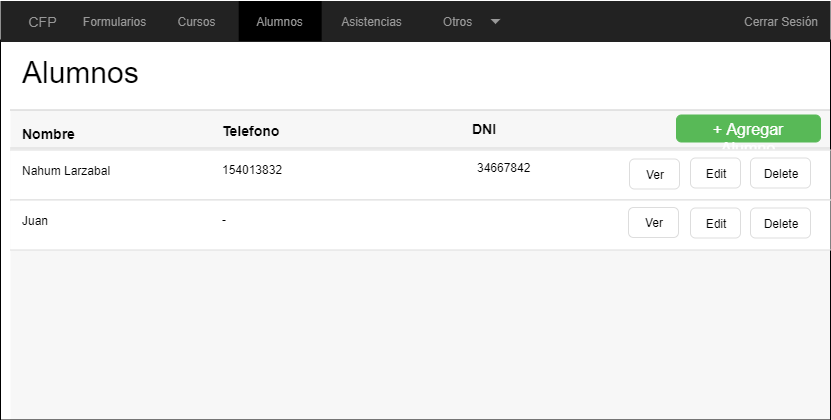 CFP Formularios Cursos Alumnos Asistencias Otros Cerrar Sesión
Alumnos
Nombre Telefono DNI + Agregar
Nahum Larzabal 154013832 34667842 Ver Edit Delete
Juan - Ver Edit Delete